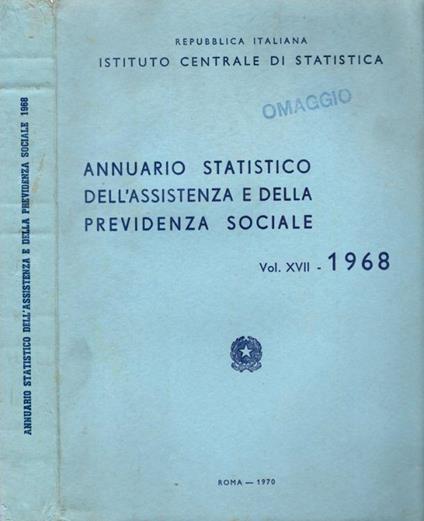 ANNUARIO STATISTICO DELL'ASSISTENZA E DELLA PREVIDENZA SOCIALE 1968
REPUBBLICA ITALIANA
ISTITUTO CENTRALE DI STATISTICA
OMAGGIO
ANNUARIO STATISTICO
DELL'ASSISTENZA E DELLA
PREVIDENZA SOCIALE
Vol. XVII - 1968
ROMA — 1970